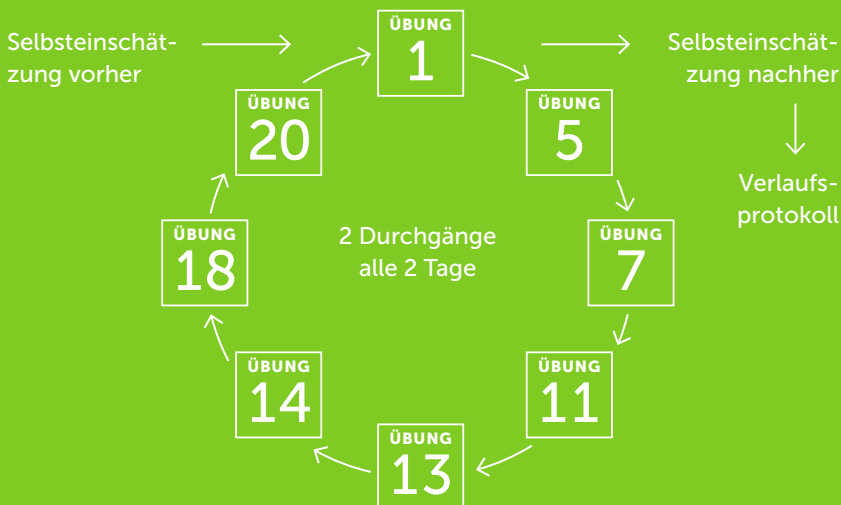 Selbsteinschät-
zung vorher
ÜBUNG
1
Selbsteinschät-
zung nachher
Verlaufs-
protokoll
ÜBUNG
5
ÜBUNG
7
ÜBUNG
11
ÜBUNG
13
ÜBUNG
14
ÜBUNG
18
ÜBUNG
20
2 Durchgänge
alle 2 Tage